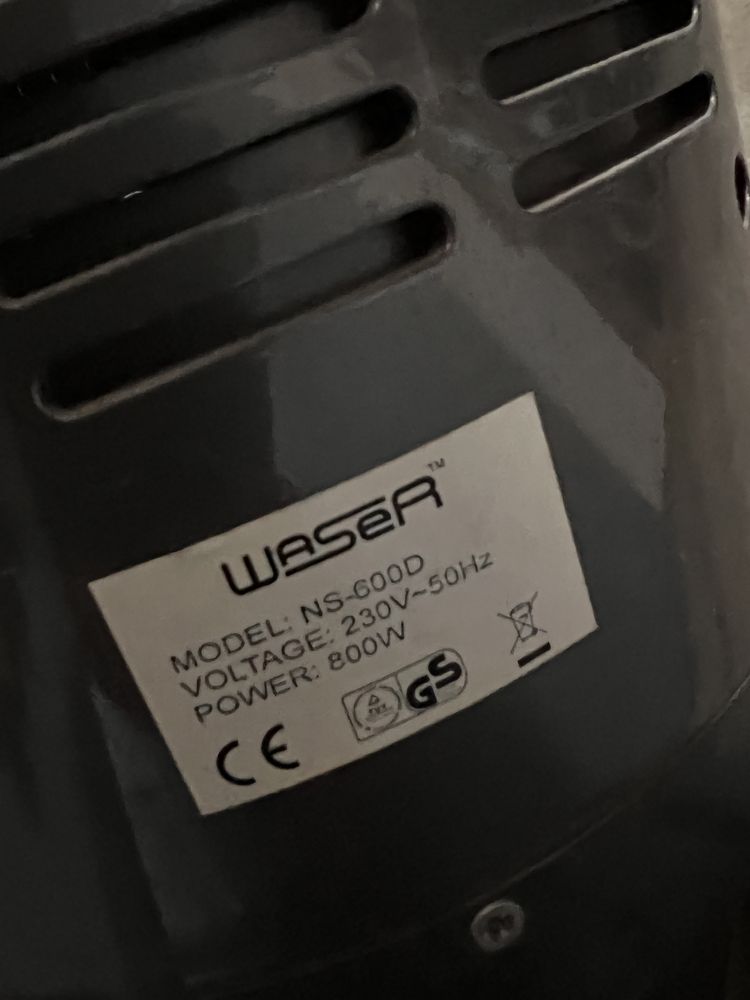 WASER™
MODEL: NS-600D
VOLTAGE: 230V~50Hz
POWER: 800W
CE
GS